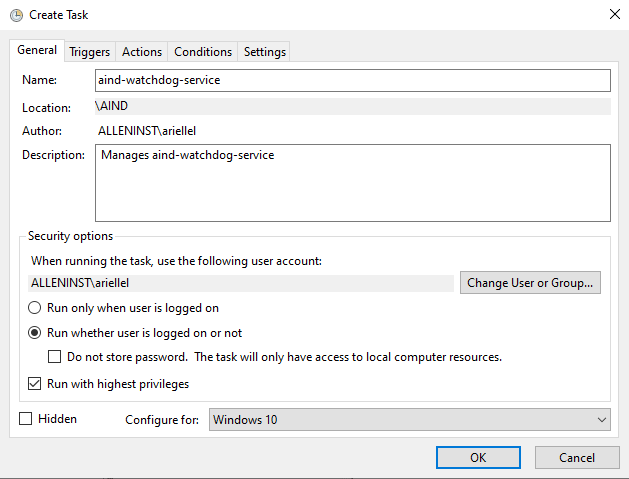 Create Task
General Triggers Actions Conditions Settings
Name: aind-watchdog-service
Location: \AIND
Author: ALLENINST\ariellel
Description: Manages aind-watchdog-service
Security options
When running the task, use the following user account:
ALLENINST\ariellel Change User or Group...
Run only when user is logged on
Run whether user is logged on or not
Do not store password. The task will only have access to local computer resources.
Run with highest privileges
Hidden Configure for: Windows 10
OK Cancel